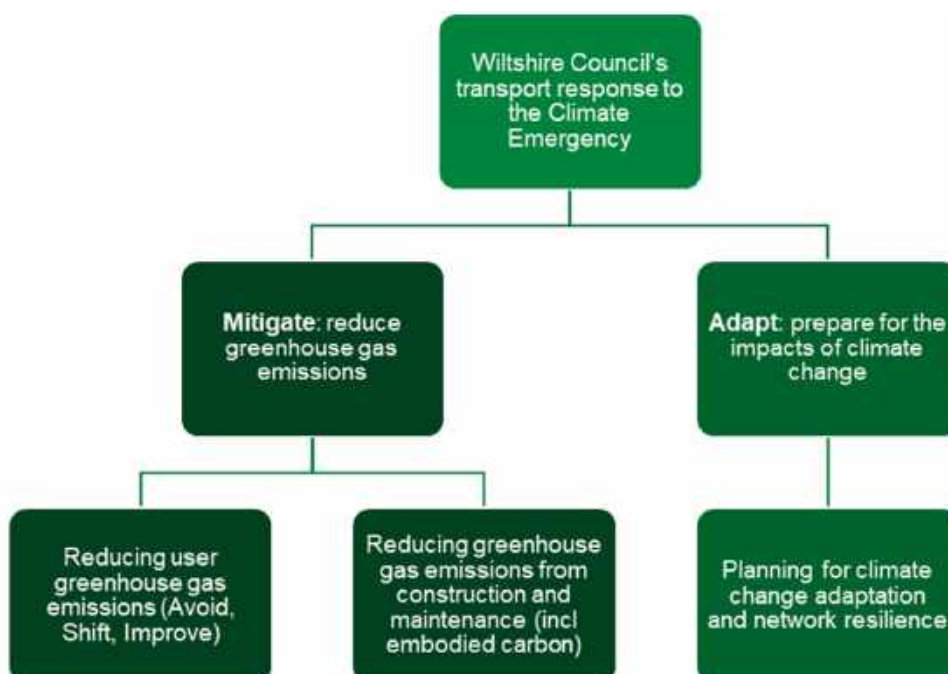 Wiltshire Council's
transport response to
the Climate
Emergency
Mitigate: reduce
greenhouse gas
emissions
Adapt: prepare for the
impacts of climate
change
Reducing user
greenhouse gas
emissions (Avoid,
Shift, Improve)
Reducing greenhouse
gas emissions from
construction and
maintenance (incl
embodied carbon)
Planning for climate
change adaptation
and network resilience